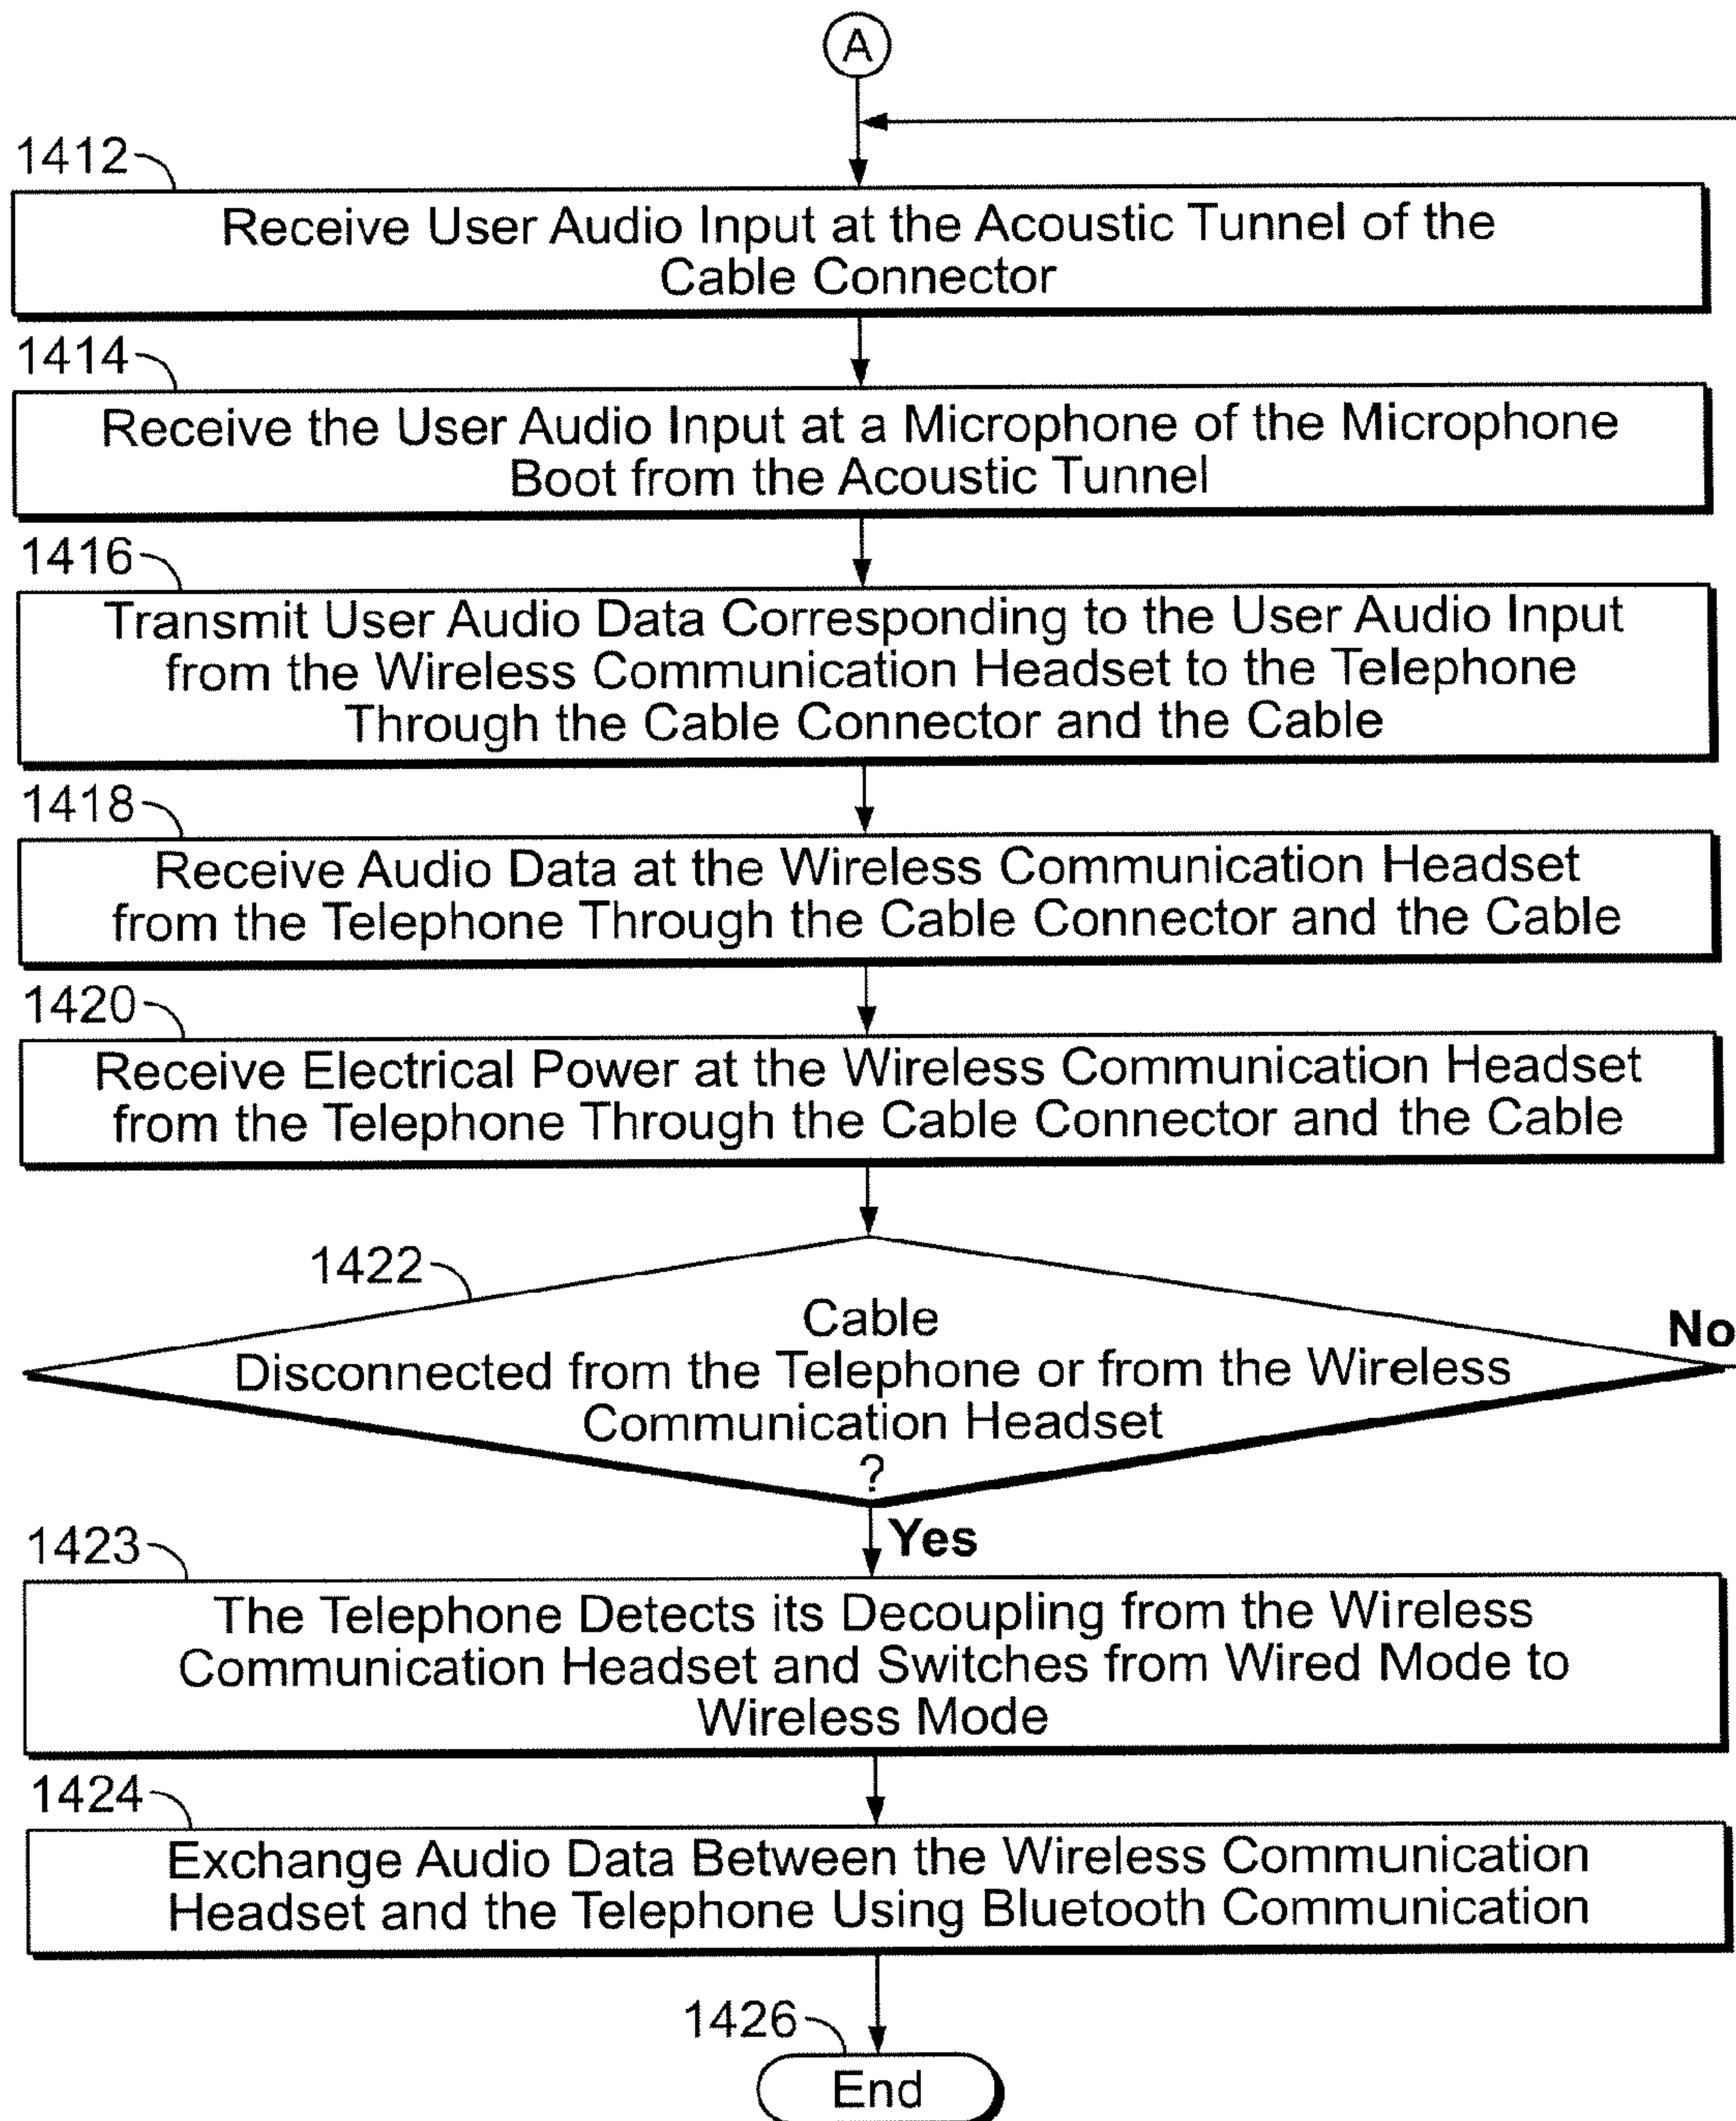 A
1412
Receive User Audio Input at the Acoustic Tunnel of the
Cable Connector
1414
Receive the User Audio Input at a Microphone of the Microphone
Boot from the Acoustic Tunnel
1416
Transmit User Audio Data Corresponding to the User Audio Input
from the Wireless Communication Headset to the Telephone
Through the Cable Connector and the Cable
1418
Receive Audio Data at the Wireless Communication Headset
from the Telephone Through the Cable Connector and the Cable
1420
Receive Electrical Power at the Wireless Communication Headset
from the Telephone Through the Cable Connector and the Cable
1422
Cable
Disconnected from the Telephone or from the Wireless
Communication Headset
?
No
Yes
1423
The Telephone Detects its Decoupling from the Wireless
Communication Headset and Switches from Wired Mode to
Wireless Mode
1424
Exchange Audio Data Between the Wireless Communication
Headset and the Telephone Using Bluetooth Communication
1426
End